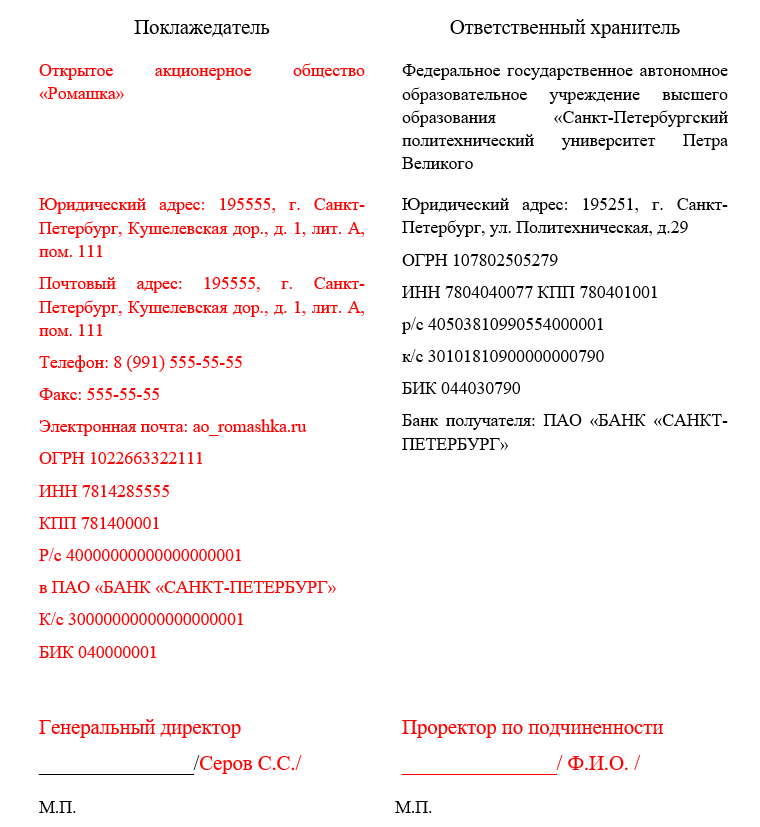 Поклажедатель
Открытое акционерное общество
«Ромашка»
Юридический адрес: 195555, г. Санкт-
Петербург, Кушелевская дор., д. 1, лит. А,
пом. 111
Почтовый адрес: 195555, г. Санкт-
Петербург, Кушелевская дор., д. 1, лит. А,
пом. 111
Телефон: 8 (991) 555-55-55
Факс: 555-55-55
Электронная почта: ao_romashka.ru
ОГРН 1022663322111
ИНН 7814285555
КПП 781400001
Р/с 40000000000000000001
в ПАО «БАНК «САНКТ-ПЕТЕРБУРГ»
К/с 30000000000000000001
БИК 040000001
Генеральный директор
_______________/Серов С.С./
М.П.
Ответственный хранитель
Федеральное государственное автономное
образовательное учреждение высшего
образования «Санкт-Петербургский
политехнический университет Петра
Великого
Юридический адрес: 195251, г. Санкт-
Петербург, ул. Политехническая, д.29
ОГРН 107802505279
ИНН 7804040077 КПП 780401001
р/с 40503810990554000001
к/с 30101810900000000790
БИК 044030790
Банк получателя: ПАО «БАНК «САНКТ-
ПЕТЕРБУРГ»
Проректор по подчиненности
_______________/ Ф.И.О. /
М.П.